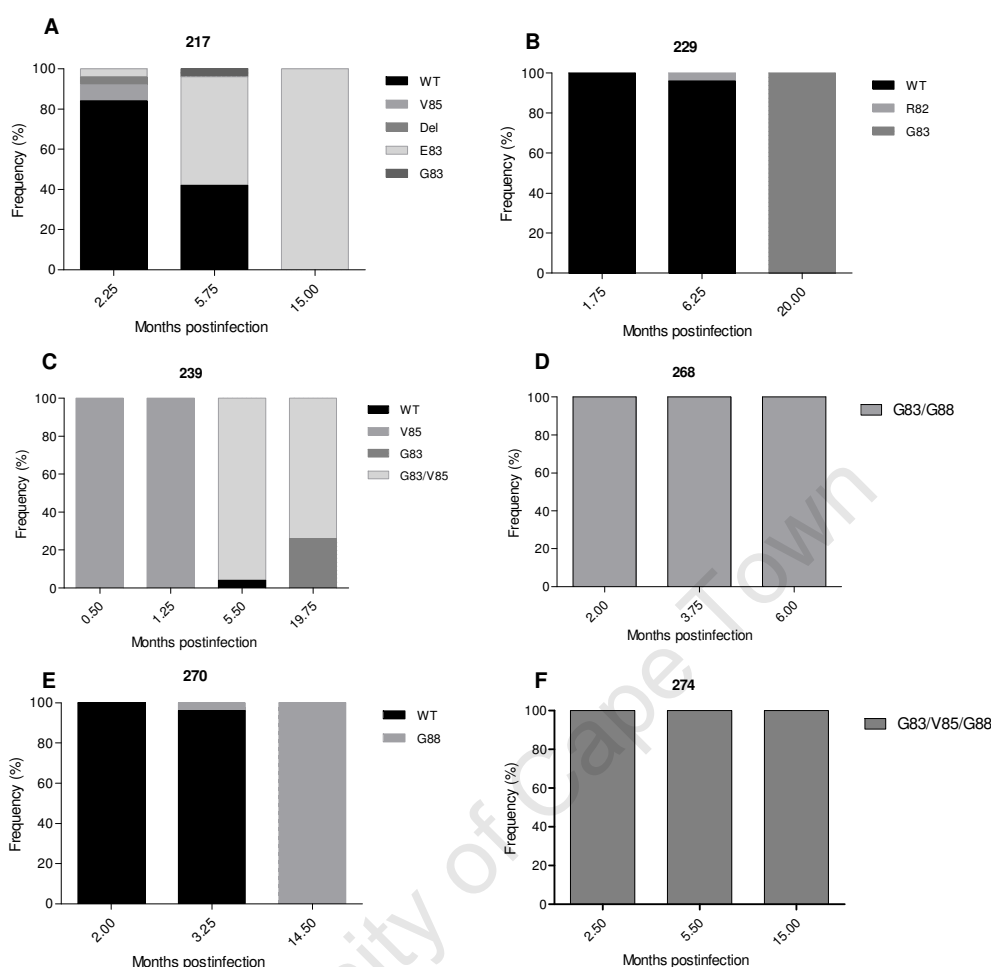 A
217
Frequency (%)
100
80
60
40
20
0
2.25
5.75
15.00
Months postinfection
WT
V85
Del
E83
G83
B
229
Frequency (%)
100
80
60
40
20
0
1.75
6.25
20.00
Months postinfection
WT
R82
G83
C
239
Frequency (%)
100
80
60
40
20
0
0.50
1.25
5.50
19.75
Months postinfection
WT
V85
G83
G83/V85
D
268
Frequency (%)
100
80
60
40
20
0
2.00
3.75
6.00
Months postinfection
G83/G88
E
270
Frequency (%)
100
80
60
40
20
0
2.00
3.25
14.50
Months postinfection
WT
G88
F
274
Frequency (%)
100
80
60
40
20
0
2.50
5.50
15.00
Months postinfection
G83/V85/G88
ity of Cape Town